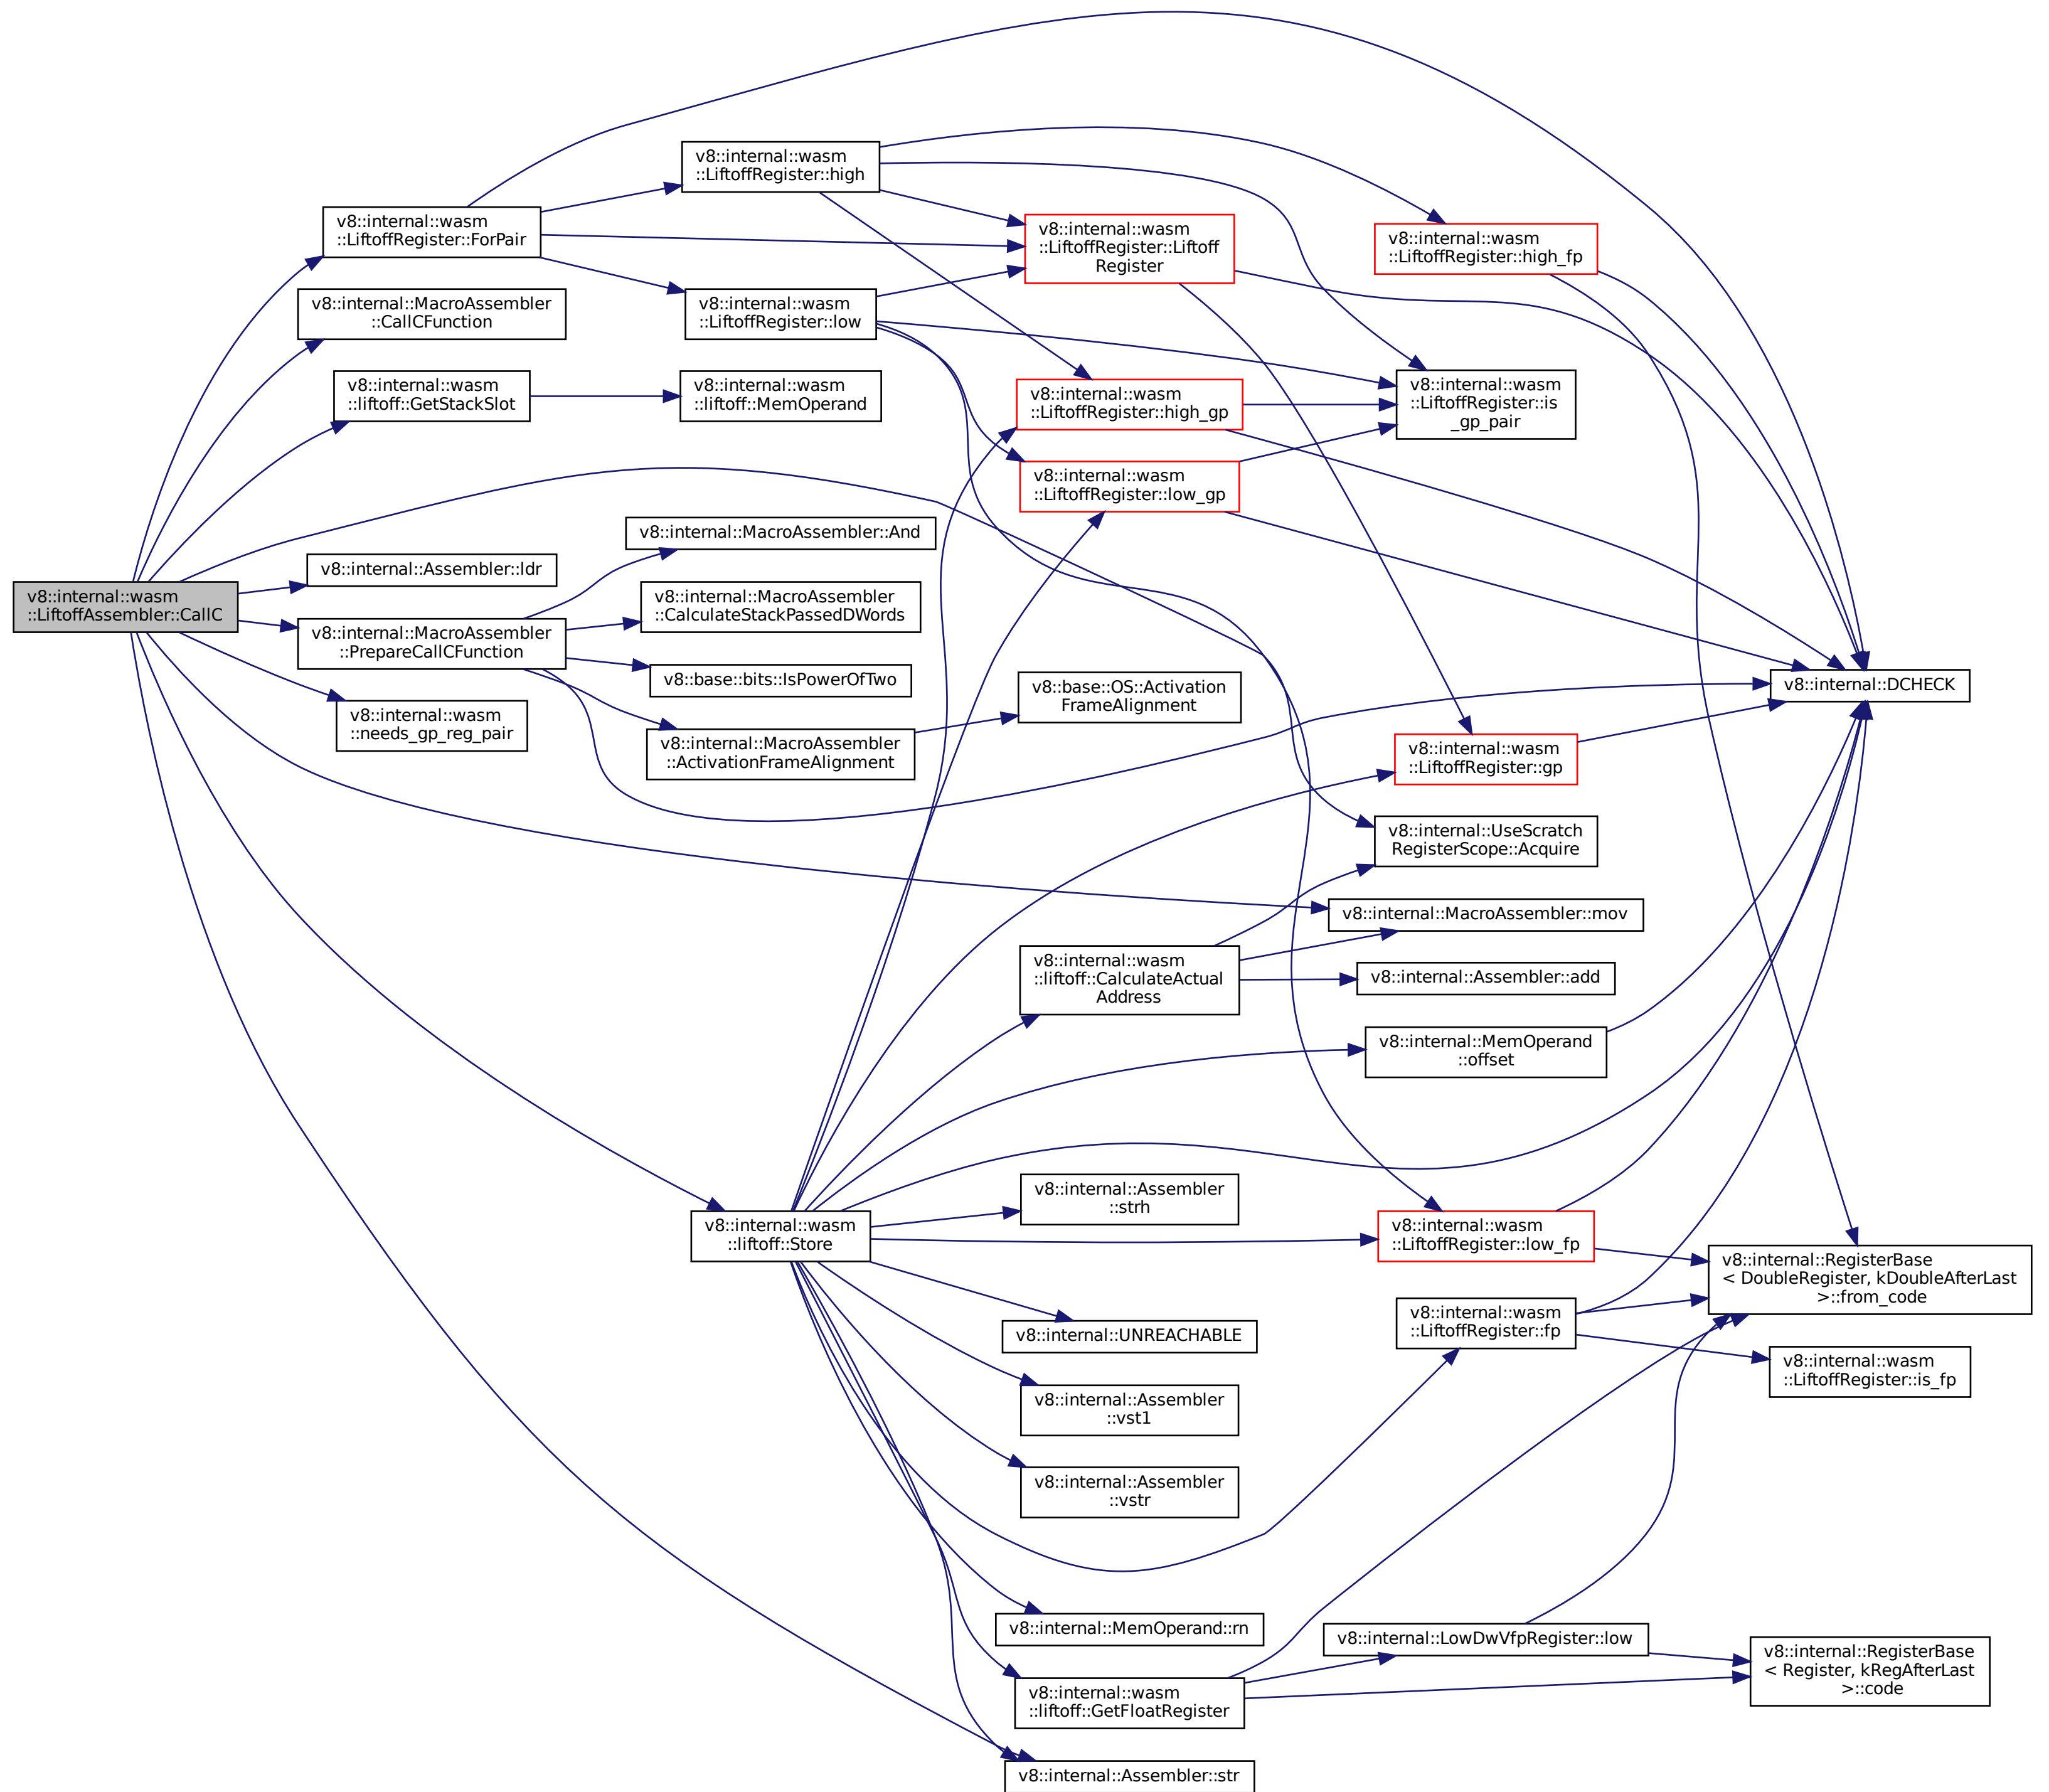 v8::internal::wasm
::LiftoffAssembler::CallC
v8::internal::wasm
::LiftoffRegister::ForPair
v8::internal::MacroAssembler
::CallCFunction
v8::internal::wasm
::liftoff::GetStackSlot
v8::internal::Assembler::ldr
v8::internal::MacroAssembler
::PrepareCallCFunction
v8::internal::wasm
::needs_gp_reg_pair
v8::internal::wasm
::LiftoffRegister::high
v8::internal::wasm
::LiftoffRegister::low
v8::internal::wasm
::liftoff::MemOperand
v8::internal::MacroAssembler::And
v8::internal::MacroAssembler
::CalculateStackPassedDWords
v8::base::bits::IsPowerOfTwo
v8::internal::MacroAssembler
::ActivationFrameAlignment
v8::internal::wasm
::liftoff::Store
v8::internal::wasm
::LiftoffRegister::Liftoff
Register
v8::internal::wasm
::LiftoffRegister::high_gp
v8::internal::wasm
::LiftoffRegister::low_gp
v8::base::OS::Activation
FrameAlignment
v8::internal::wasm
::liftoff::CalculateActual
Address
v8::internal::Assembler
::strh
v8::internal::UNREACHABLE
v8::internal::Assembler
::vst1
v8::internal::Assembler
::vstr
v8::internal::MemOperand::rn
v8::internal::wasm
::liftoff::GetFloatRegister
v8::internal::Assembler::str
v8::internal::wasm
::LiftoffRegister::high_fp
v8::internal::wasm
::LiftoffRegister::is
_gp_pair
v8::internal::wasm
::LiftoffRegister::gp
v8::internal::UseScratch
RegisterScope::Acquire
v8::internal::MacroAssembler::mov
v8::internal::Assembler::add
v8::internal::MemOperand
::offset
v8::internal::wasm
::LiftoffRegister::low_fp
v8::internal::wasm
::LiftoffRegister::fp
v8::internal::LowDwVfpRegister::low
v8::internal::DCHECK
v8::internal::RegisterBase
< DoubleRegister, kDoubleAfterLast
>::from_code
v8::internal::wasm
::LiftoffRegister::is_fp
v8::internal::RegisterBase
< Register, kRegAfterLast
>::code